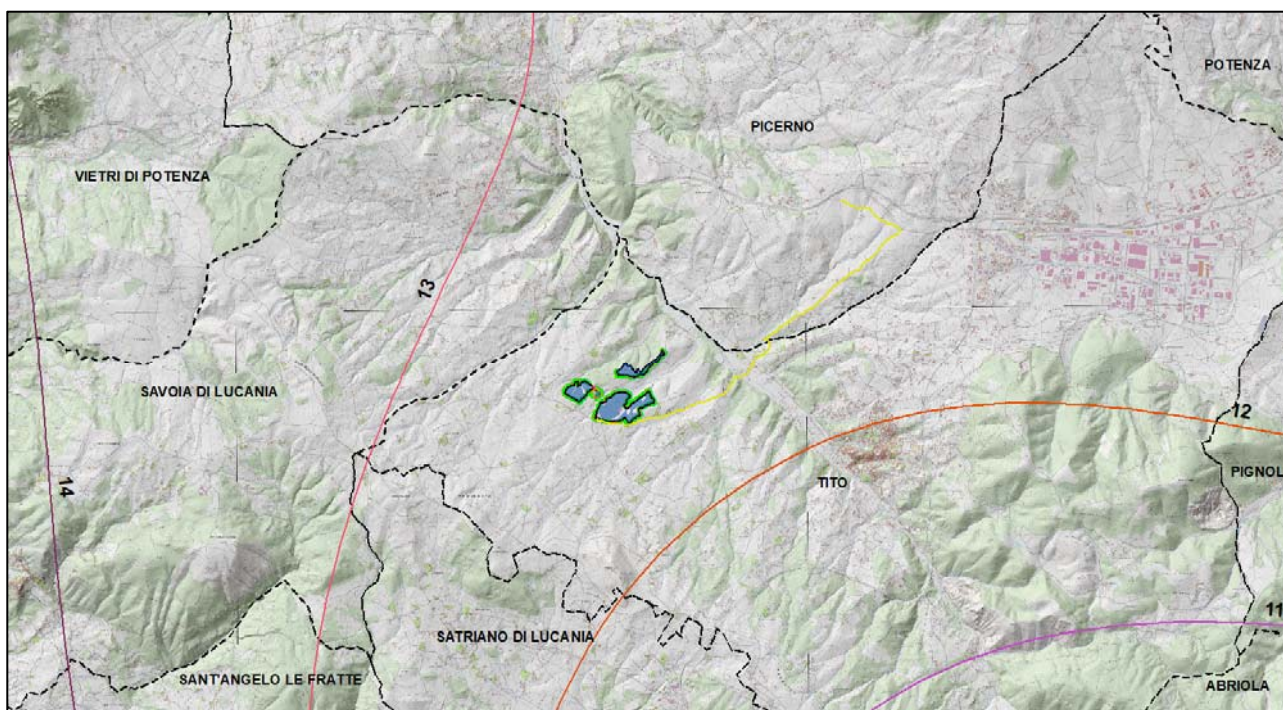 POTENZA
PICERNO
VIETRI DI POTENZA
13
SAVOIA DI LUCANIA
12
PIGNOL
14
TITO
11
SATRIANO DI LUCANIA
SANT'ANGELO LE FRATTE
ABRIOLA